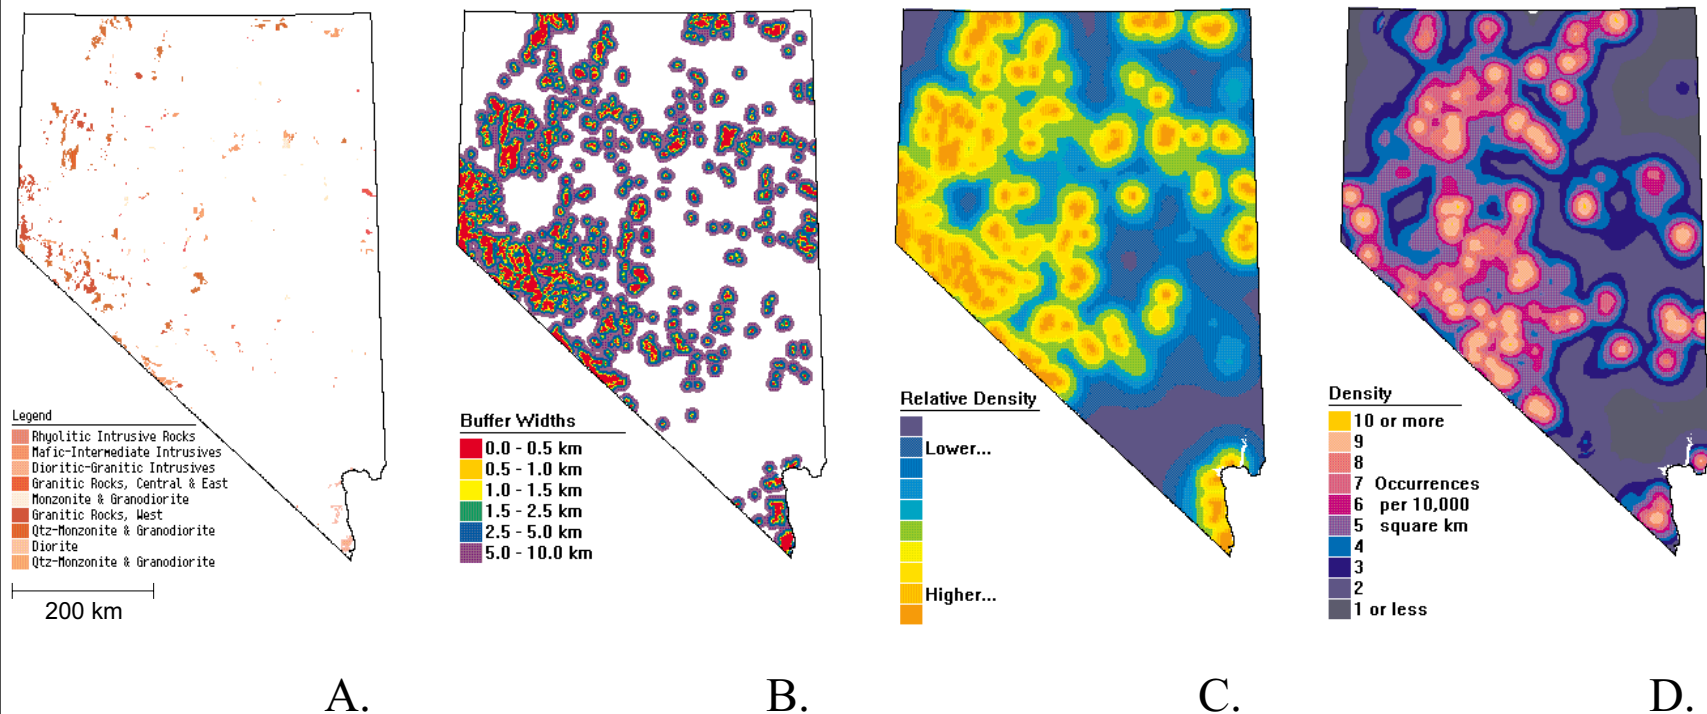 Legend
Rhyolitic Intrusive Rocks
Mafic-Intermediate Intrusives
Dioritic-Granitic Intrusives
Granitic Rocks, Central & East
Monzonite & Granodiorite
Granitic Rocks, West
Qtz-Monzonite & Granodiorite
Diorite
Qtz-Monzonite & Granodiorite
200 km
A.
Buffer Widths
0.0 - 0.5 km
0.5 - 1.0 km
1.0 - 1.5 km
1.5 - 2.5 km
2.5 - 5.0 km
5.0 - 10.0 km
B.
Relative Density
Lower...
Higher...
C.
Density
10 or more
9
8
7 Occurrences
6 per 10,000
5 square km
4
3
2
1 or less
D.